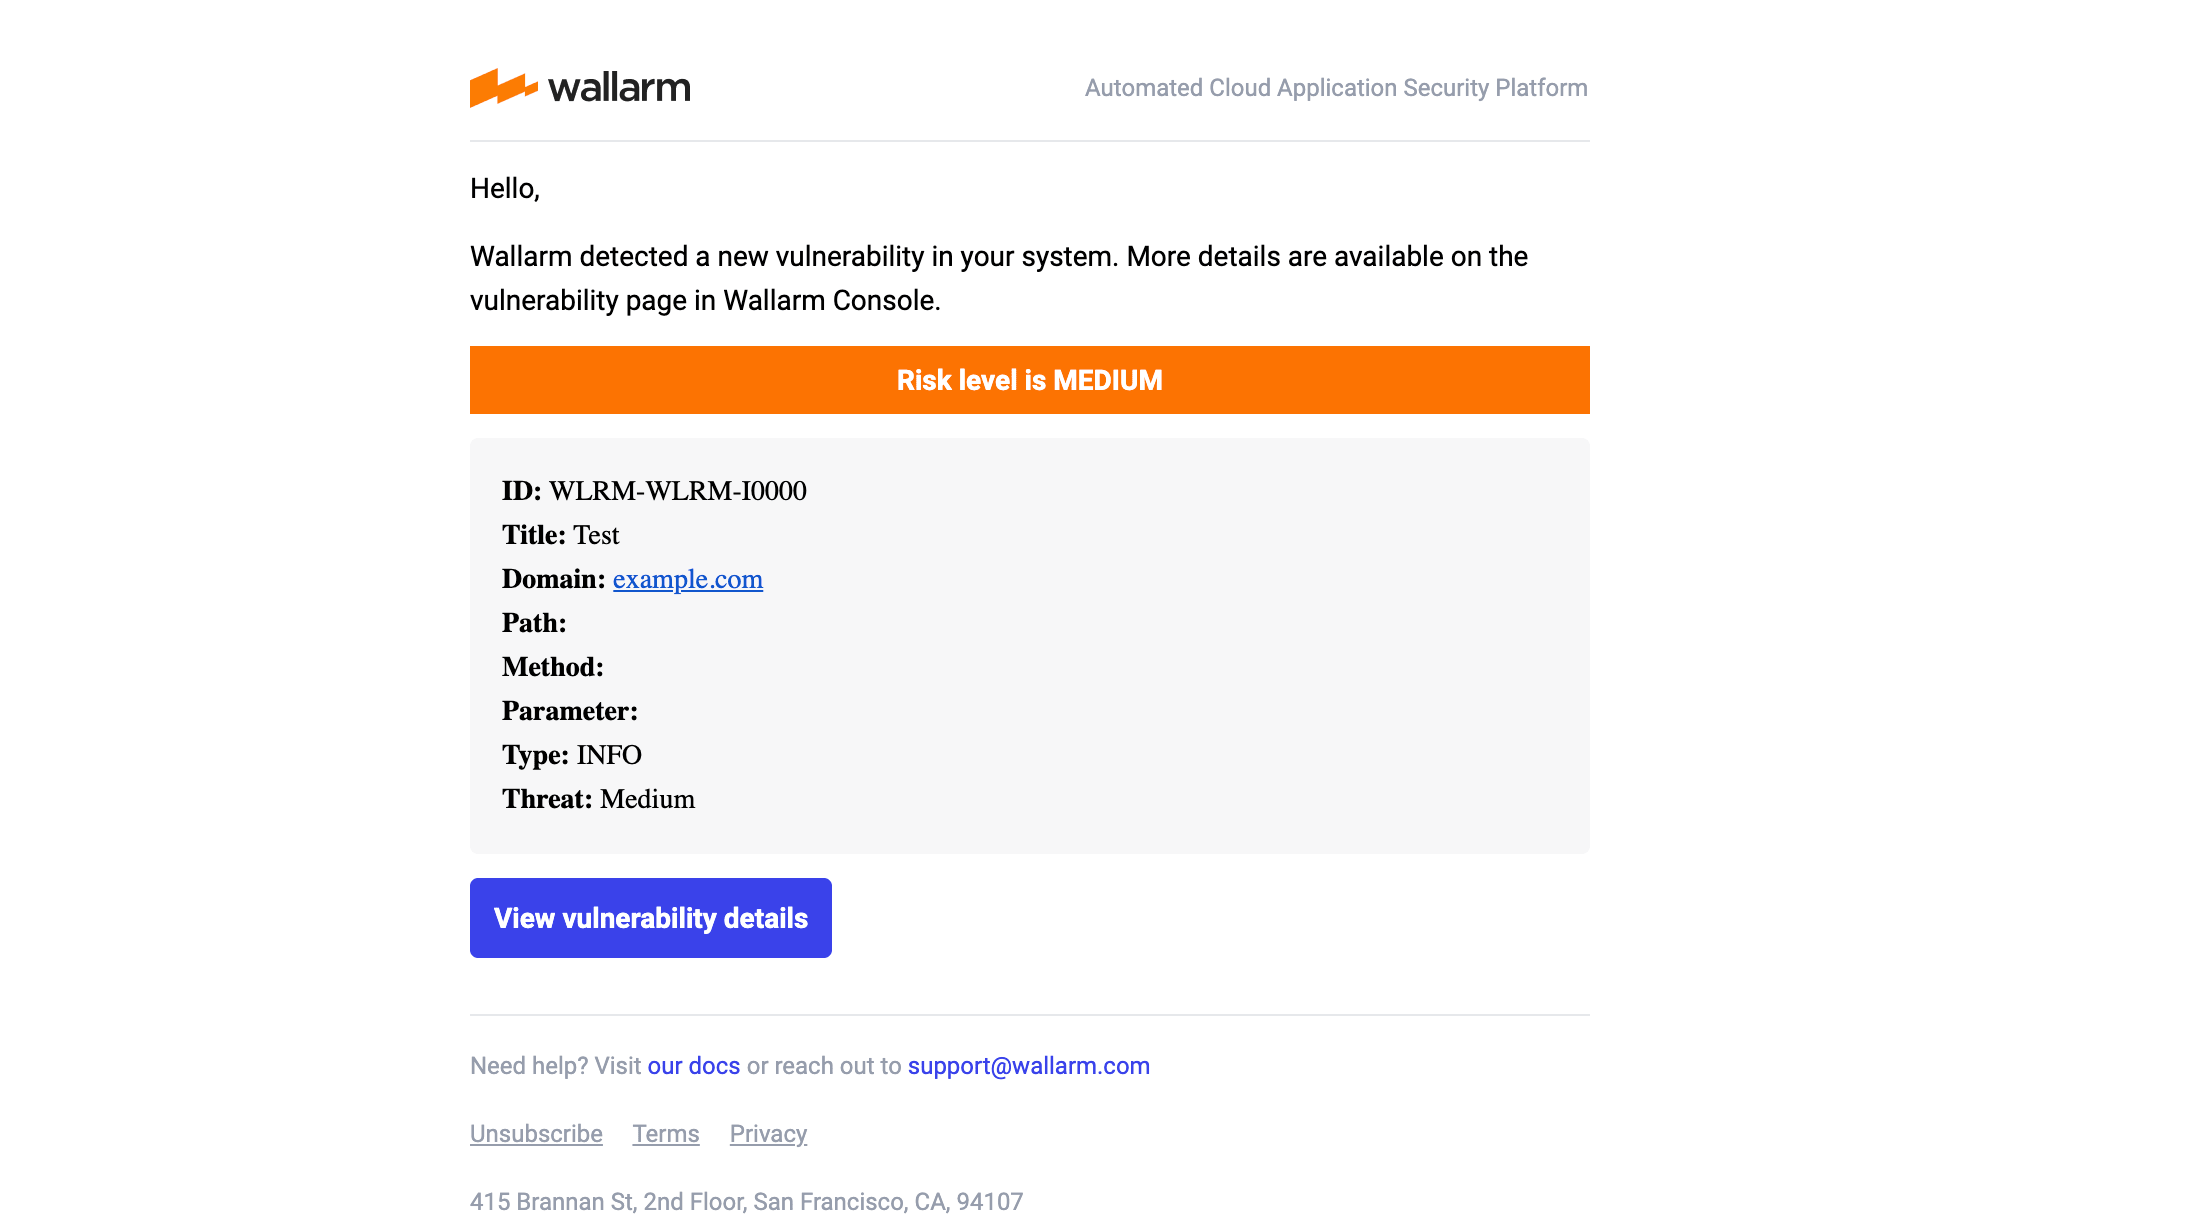 wallarm
Automated Cloud Application Security Platform
Hello,
Wallarm detected a new vulnerability in your system. More details are available on the
vulnerability page in Wallarm Console.
Risk level is MEDIUM
ID: WLRM-WLRM-I0000
Title: Test
Domain: example.com
Path:
Method:
Parameter:
Type: INFO
Threat: Medium
View vulnerability details
Need help? Visit our docs or reach out to support@wallarm.com
Unsubscribe Terms Privacy
415 Brannan St, 2nd Floor, San Francisco, CA, 94107